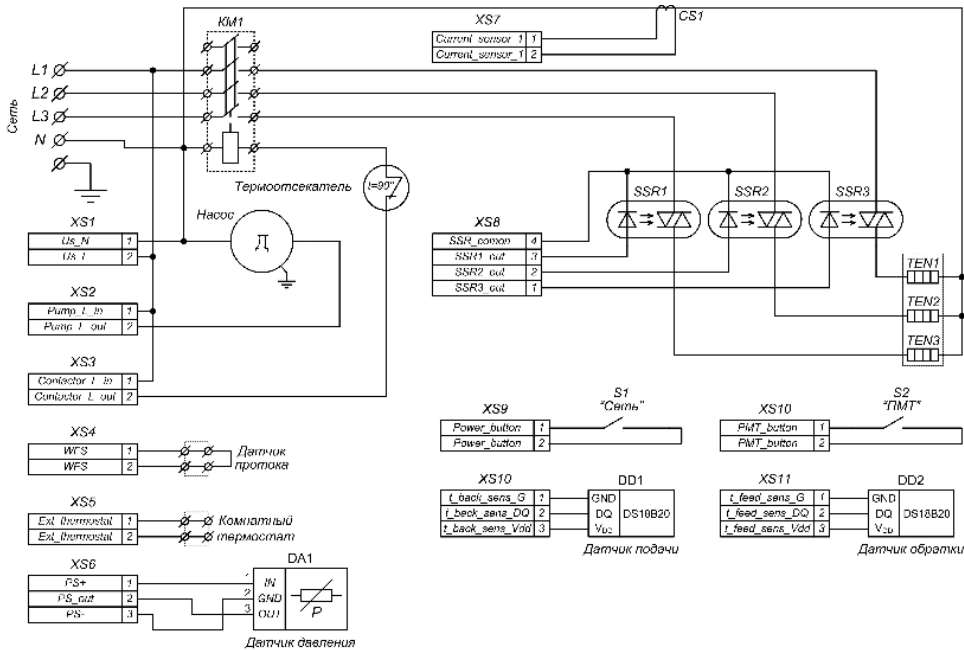 KM1
XS7
CS1
Current_sensor_1 1
Current_sensor_1 2
Сеть
L1
L2
L3
N
Термоотсекатель
t=90°
Насос
Д
XS1
Us_N 1
Us_L 2
XS2
Pump_L_in 1
Pump_L_out 2
XS3
Contactor_L_in 1
Contactor_L_out 2
XS4
WFS 1
WFS 2
Датчик
протока
XS5
Ext_thermostat 1
Ext_thermostat 2
Комнатный
термостат
XS6
PS+ 1
PS_out 2
PS- 3
DA1
1 IN
2 GND
3 OUT
P
Датчик давления
SSR1
SSR2
SSR3
XS8
SSR_comon 4
SSR1_out 3
SSR2_out 2
SSR3_out 1
TEN1
TEN2
TEN3
XS9
Power_button 1
Power_button 2
S1
"Сеть"
XS10
PMT_button 1
PMT_button 2
S2
"ПМТ"
XS10
t_back_sens_G 1
t_back_sens_DQ 2
t_back_sens_Vdd 3
DD1
GND
DQ
VDD
DS18B20
Датчик подачи
XS11
t_feed_sens_G 1
t_feed_sens_DQ 2
t_feed_sens_Vdd 3
DD2
GND
DQ
VDD
DS18B20
Датчик обратки